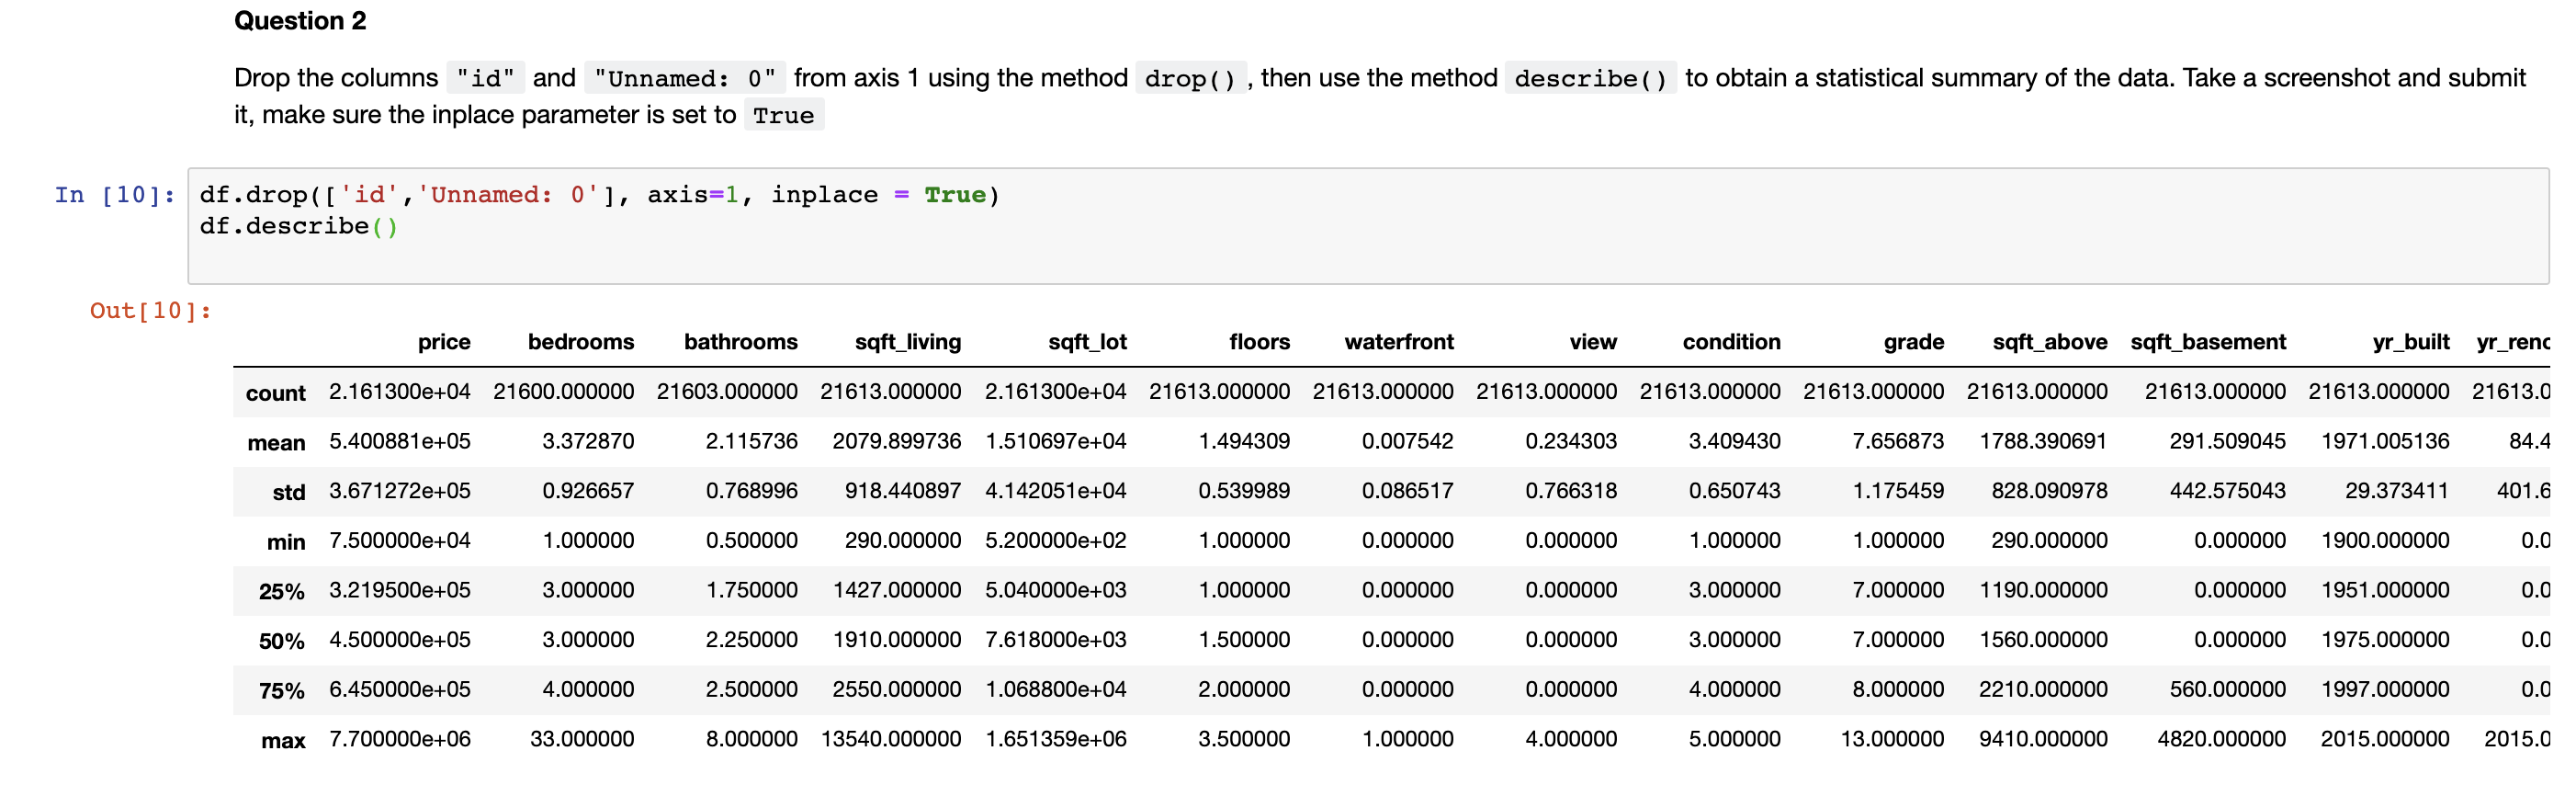 Question 2
Drop the columns "id" and "Unnamed: 0" from axis 1 using the method drop() , then use the method describe() to obtain a statistical summary of the data. Take a screenshot and submit
it, make sure the inplace parameter is set to True
In [10]: df.drop(['id','Unnamed: 0'], axis=1, inplace = True)
df.describe()
Out[10]:
price bedrooms bathrooms sqft_living sqft_lot floors waterfront view condition grade sqft_above sqft_basement yr_built yr_renc
count 2.161300e+04 21600.000000 21603.000000 21613.000000 2.161300e+04 21613.000000 21613.000000 21613.000000 21613.000000 21613.000000 21613.000000 21613.000000 21613.000000 21613.0
mean 5.400881e+05 3.372870 2.115736 2079.899736 1.510697e+04 1.494309 0.007542 0.234303 3.409430 7.656873 1788.390691 291.509045 1971.005136 84.4
std 3.671272e+05 0.926657 0.768996 918.440897 4.142051e+04 0.539989 0.086517 0.766318 0.650743 1.175459 828.090978 442.575043 29.373411 401.6
min 7.500000e+04 1.000000 0.500000 290.000000 5.200000e+02 1.000000 0.000000 0.000000 1.000000 1.000000 290.000000 0.000000 1900.000000 0.0
25% 3.219500e+05 3.000000 1.750000 1427.000000 5.040000e+03 1.000000 0.000000 0.000000 3.000000 7.000000 1190.000000 0.000000 1951.000000 0.0
50% 4.500000e+05 3.000000 2.250000 1910.000000 7.618000e+03 1.500000 0.000000 0.000000 3.000000 7.000000 1560.000000 0.000000 1975.000000 0.0
75% 6.450000e+05 4.000000 2.500000 2550.000000 1.068800e+04 2.000000 0.000000 0.000000 4.000000 8.000000 2210.000000 560.000000 1997.000000 0.0
max 7.700000e+06 33.000000 8.000000 13540.000000 1.651359e+06 3.500000 1.000000 4.000000 5.000000 13.000000 9410.000000 4820.000000 2015.000000 2015.0